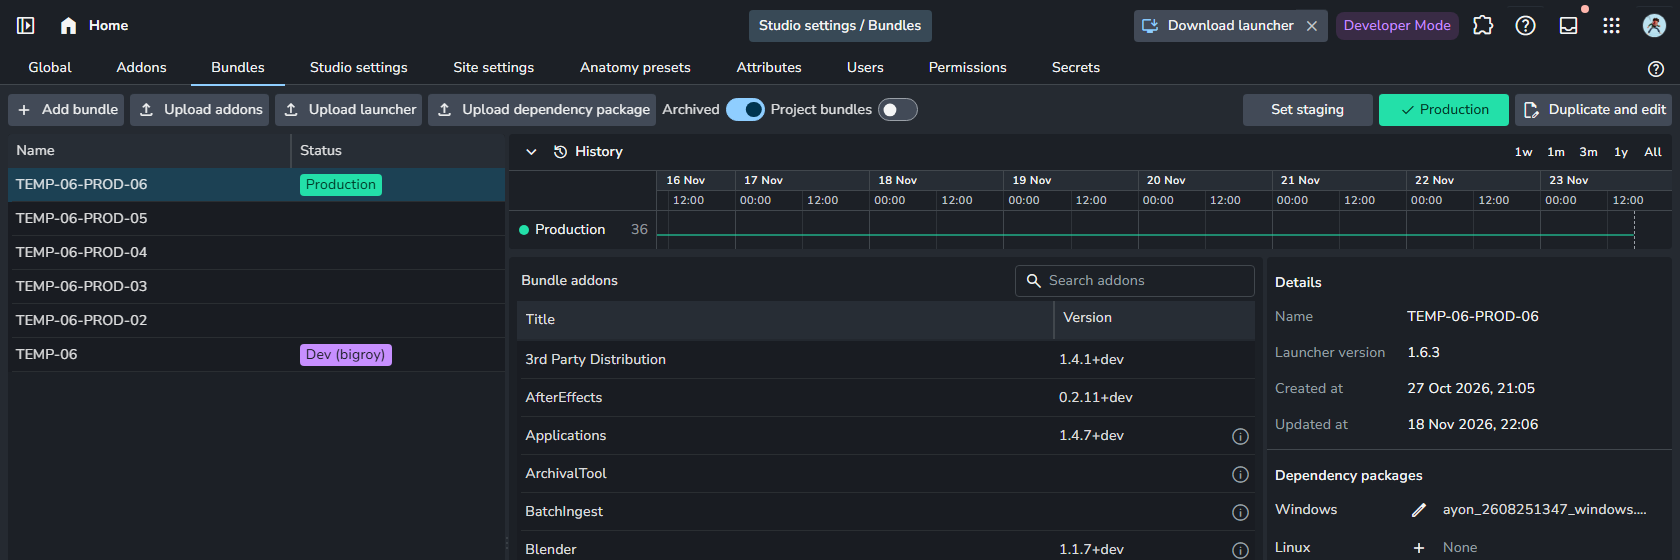 Home
Studio settings / Bundles
Download launcher
Developer Mode
Global Addons Bundles Studio settings Site settings Anatomy presets Attributes Users Permissions Secrets
Add bundle Upload addons Upload launcher Upload dependency package Archived Project bundles Set staging Production Duplicate and edit
Name Status
TEMP-06-PROD-06 Production
TEMP-06-PROD-05
TEMP-06-PROD-04
TEMP-06-PROD-03
TEMP-06-PROD-02
TEMP-06 Dev (bigroy)
History 1w 1m 3m 1y All
16 Nov 17 Nov 18 Nov 19 Nov 20 Nov 21 Nov 22 Nov 23 Nov
12:00 00:00 12:00 00:00 12:00 00:00 12:00 00:00 12:00 00:00 12:00 00:00 12:00 00:00 12:00
Production 36
Bundle addons Search addons
Title Version
3rd Party Distribution 1.4.1+dev
AfterEffects 0.2.11+dev
Applications 1.4.7+dev
ArchivalTool
BatchIngest
Blender 1.1.7+dev
Details
Name TEMP-06-PROD-06
Launcher version 1.6.3
Created at 27 Oct 2026, 21:05
Updated at 18 Nov 2026, 22:06
Dependency packages
Windows ayon_2608251347_windows....
Linux None